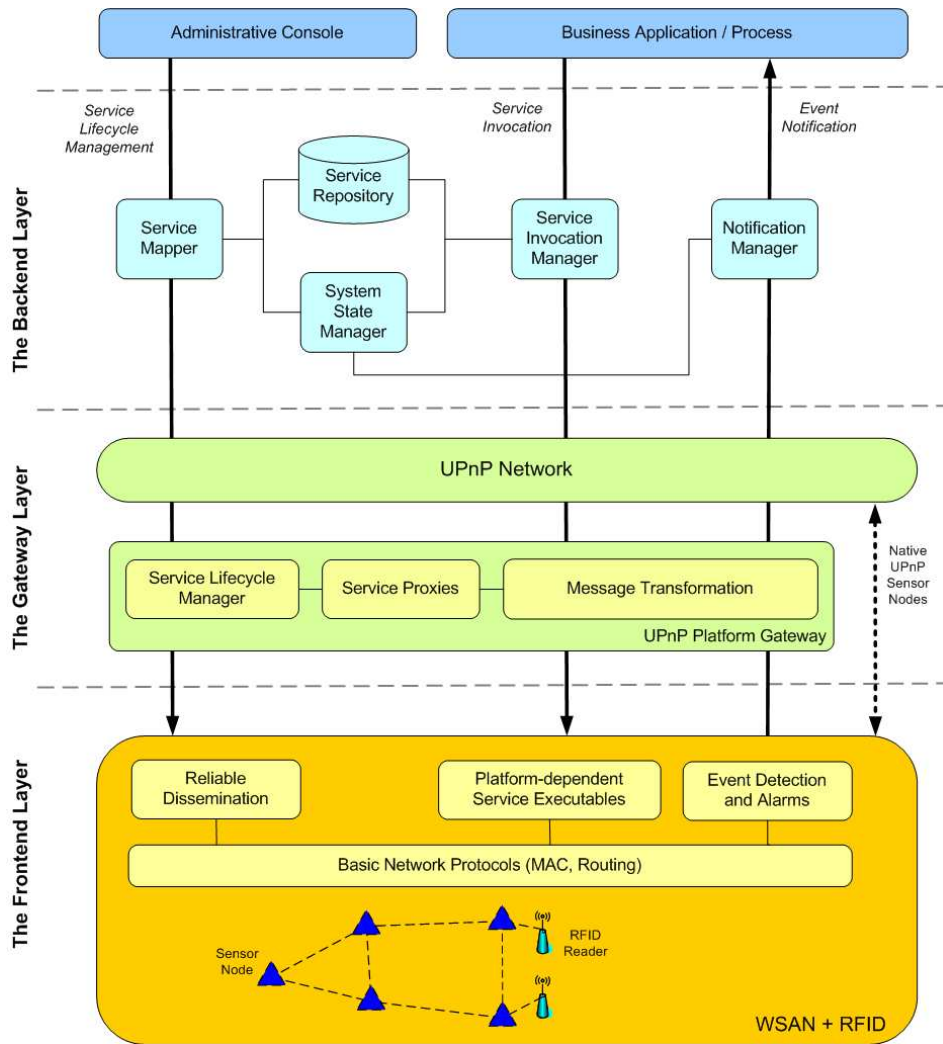 Administrative Console
Business Application / Process
Service
Lifecycle
Management
Service
Invocation
Event
Notification
The Backend Layer
Service
Repository
Service
Mapper
Service
Invocation
Manager
Notification
Manager
System
State
Manager
The Gateway Layer
UPnP Network
Native
UPnP
Sensor
Nodes
Service Lifecycle
Manager
Service Proxies
Message Transformation
UPnP Platform Gateway
The Frontend Layer
Reliable
Dissemination
Platform-dependent
Service Executables
Event Detection
and Alarms
Basic Network Protocols (MAC, Routing)
Sensor
Node
RFID
Reader
WSAN + RFID